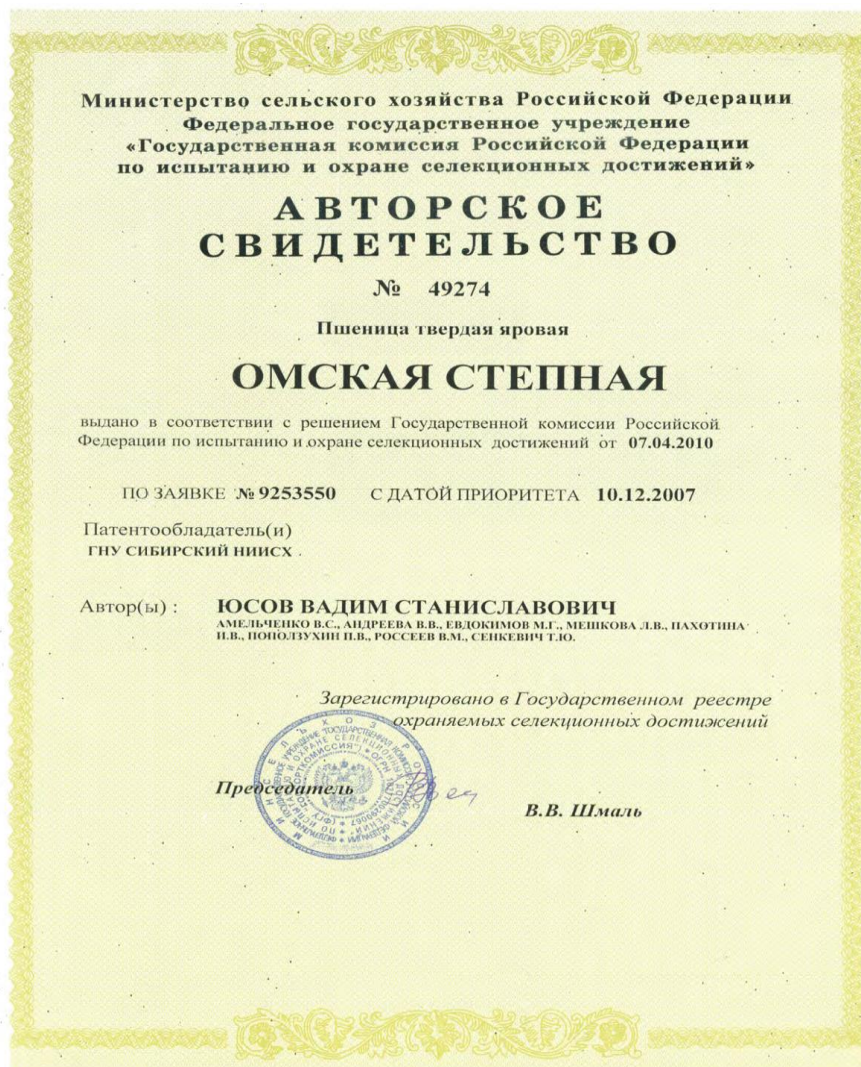 Министерство сельского хозяйства Российской Федерации
Федеральное государственное учреждение
«Государственная комиссия Российской Федерации
по испытанию и охране селекционных достижений»
АВТОРСКОЕ
СВИДЕТЕЛЬСТВО
№ 49274
Пшеница твердая яровая
ОМСКАЯ СТЕПНАЯ
выдано в соответствии с решением Государственной комиссии Российской
Федерации по испытанию и охране селекционных достижений от 07.04.2010
ПО ЗАЯВКЕ № 9253550 С ДАТОЙ ПРИОРИТЕТА 10.12.2007
Патентообладатель(и)
ГНУ СИБИРСКИЙ НИИСХ
Автор(ы) : ЮСОВ ВАДИМ СТАНИСЛАВОВИЧ
АМЕЛЬЧЕНКО В.С., АНДРЕЕВА В.В., ЕВДОКИМОВ М.Г., МЕШКОВА Л.В., ПАХОТИНА
И.В., ПОПОЛЗУХИН П.В., РОССЕЕВ В.М., СЕНКЕВИЧ Т.Ю.
Зарегистрировано в Государственном реестре
охраняемых селекционных достижений
Председатель
В.В. Шмаль